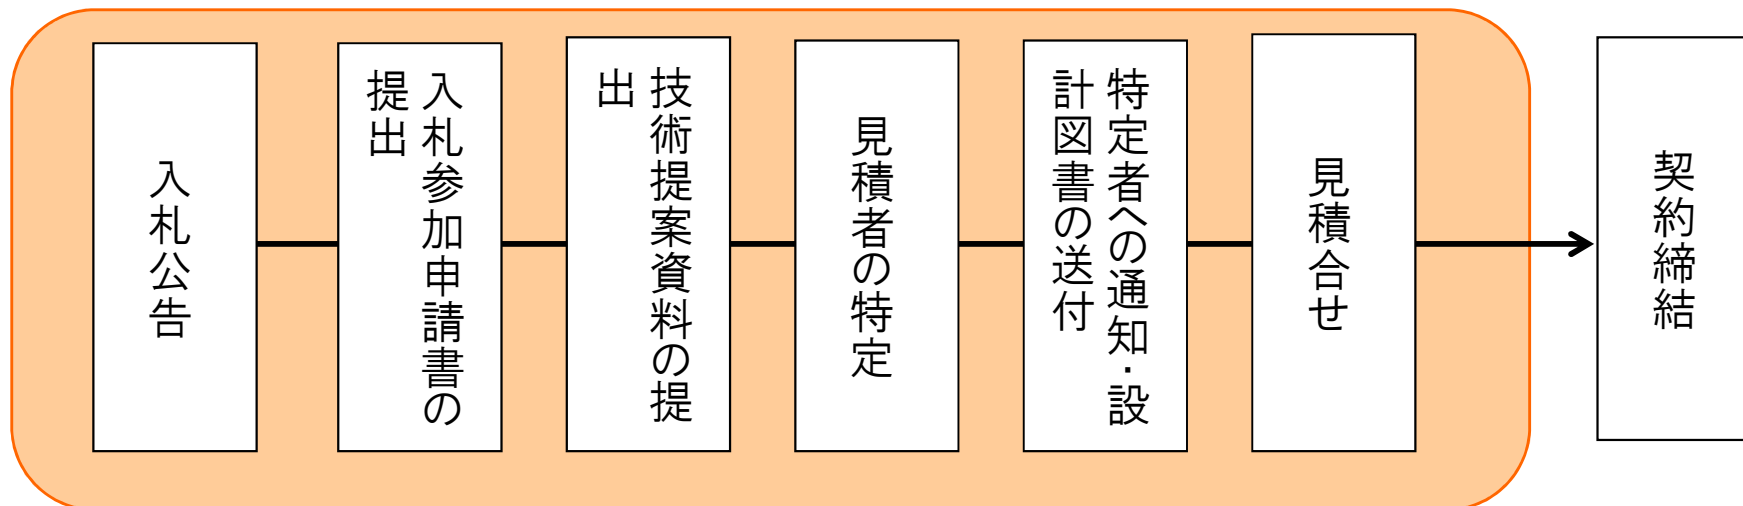 入札公告
入札参加申請書の
提出
技術提案資料の提
出
見積者の特定
特定者への通知・設
計図書の送付
見積合せ
契約締結